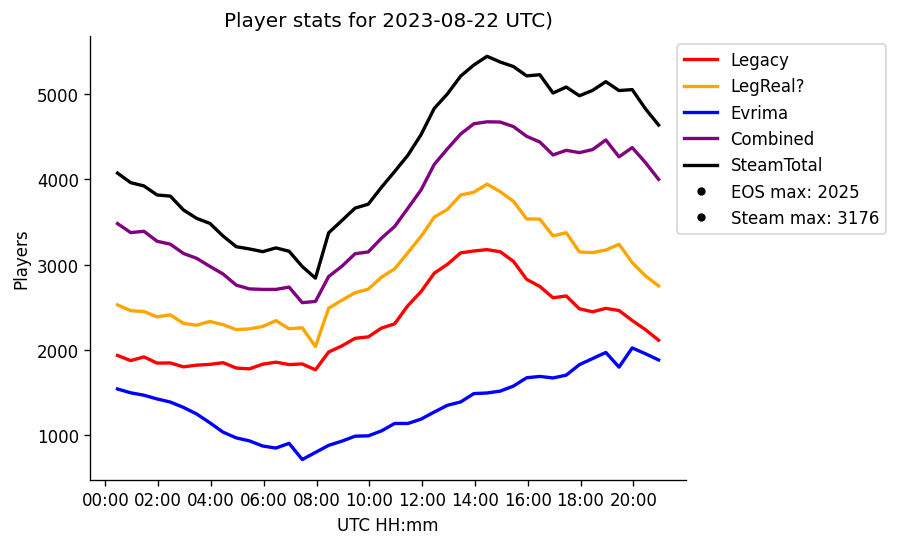 Player stats for 2023-08-22 UTC)
Legacy
LegReal?
Evrima
Combined
SteamTotal
EOS max: 2025
Steam max: 3176
Players
5000
4000
3000
2000
1000
00:00 02:00 04:00 06:00 08:00 10:00 12:00 14:00 16:00 18:00 20:00
UTC HH:mm